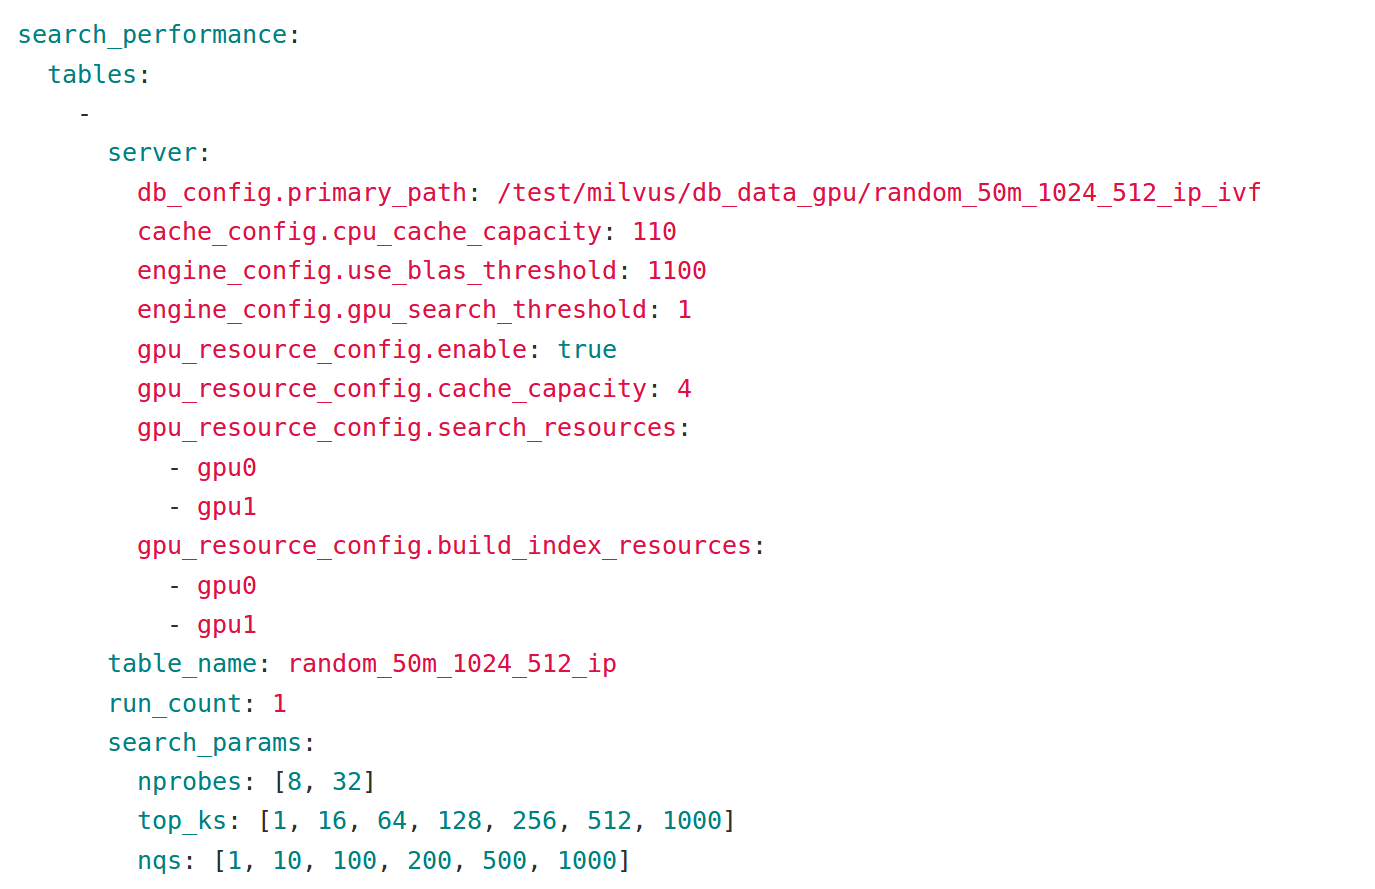 search_performance:
  tables:
    -
      server:
        db_config.primary_path: /test/milvus/db_data_gpu/random_50m_1024_512_ip_ivf
        cache_config.cpu_cache_capacity: 110
        engine_config.use_blas_threshold: 1100
        engine_config.gpu_search_threshold: 1
        gpu_resource_config.enable: true
        gpu_resource_config.cache_capacity: 4
        gpu_resource_config.search_resources:
          - gpu0
          - gpu1
        gpu_resource_config.build_index_resources:
          - gpu0
          - gpu1
      table_name: random_50m_1024_512_ip
      run_count: 1
      search_params:
        nprobes: [8, 32]
        top_ks: [1, 16, 64, 128, 256, 512, 1000]
        nqs: [1, 10, 100, 200, 500, 1000]